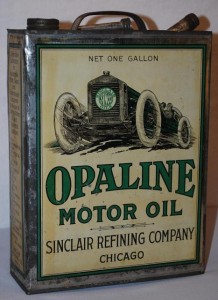 NET ONE GALLON
OPALINE
MOTOR OIL
SINCLAIR REFINING COMPANY
CHICAGO